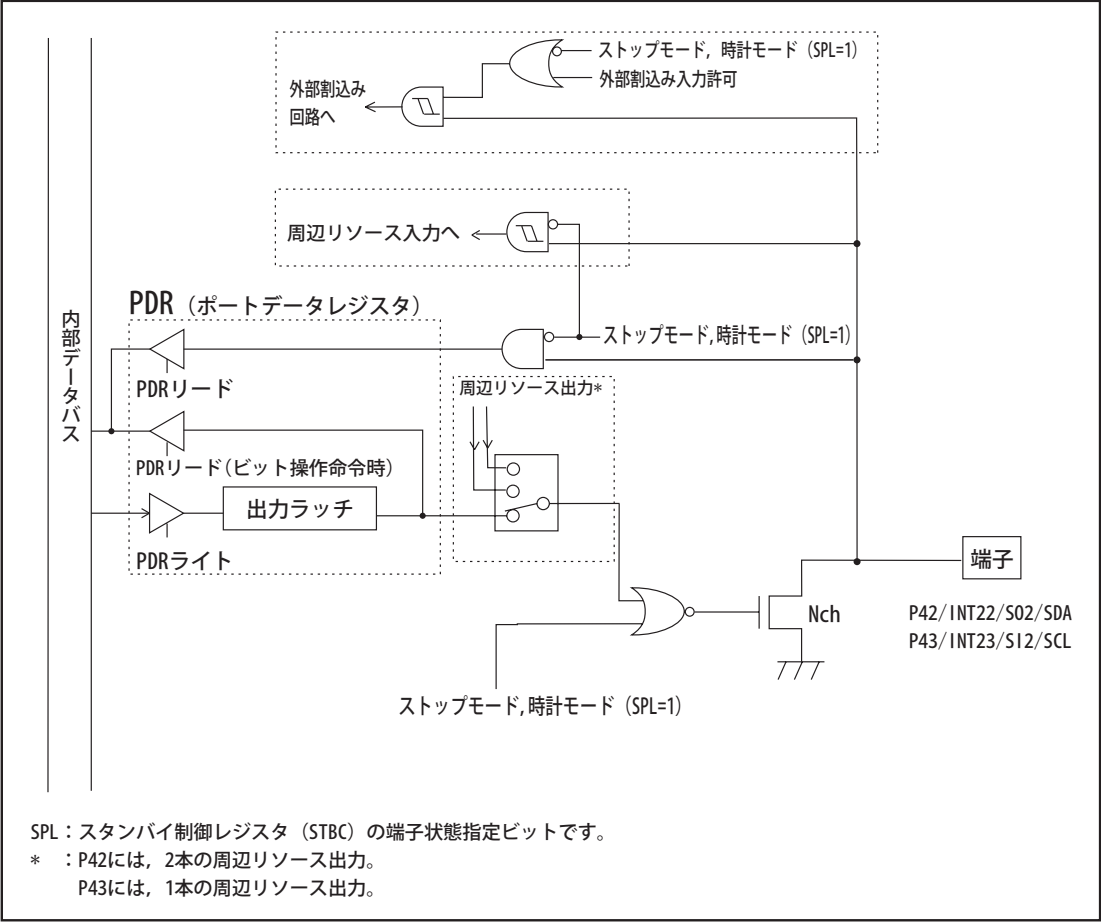 ストップモード，時計モード（SPL=1）
外部割込み入力許可
外部割込み
回路へ
周辺リソース入力へ
PDR（ポートデータレジスタ）
ストップモード,時計モード（SPL=1）
内部データバス
PDRリード
周辺リソース出力*
PDRリード（ビット操作命令時）
出力ラッチ
PDRライト
端子
Nch
P42/INT22/SO2/SDA
P43/INT23/SI2/SCL
ストップモード,時計モード（SPL=1）
SPL：スタンバイ制御レジスタ（STBC）の端子状態指定ビットです。
*　：P42には，2本の周辺リソース出力。
P43には，1本の周辺リソース出力。